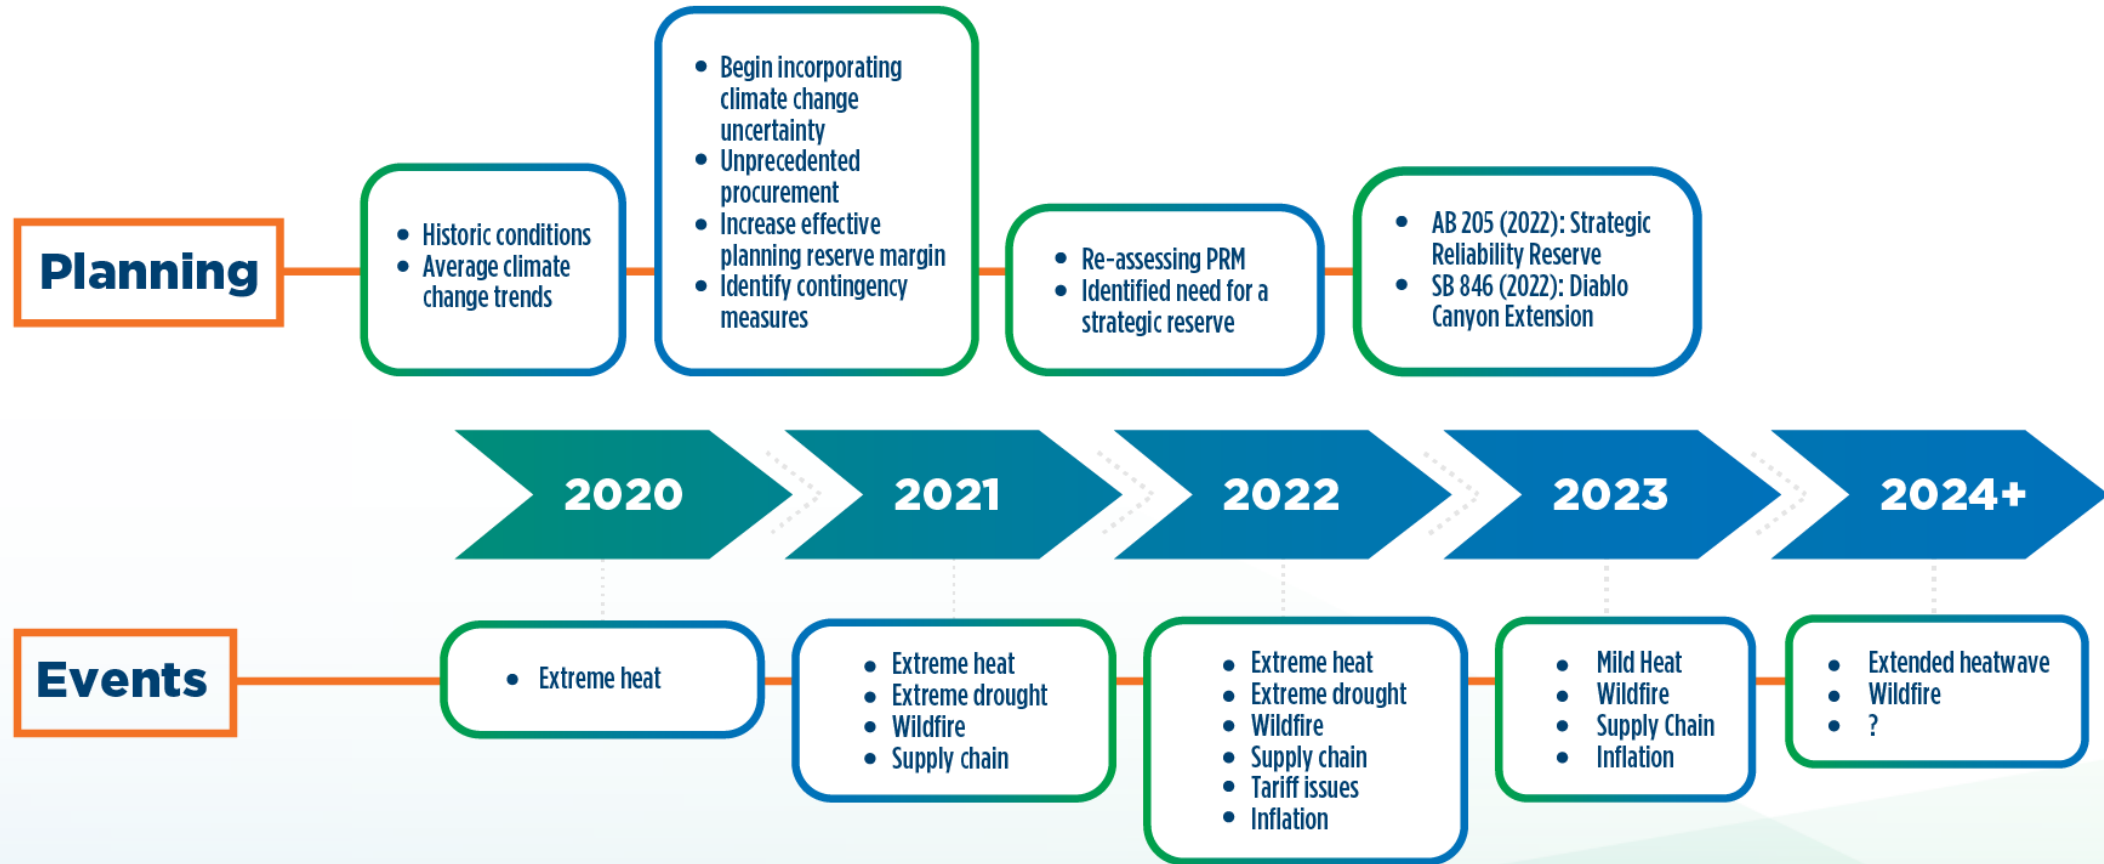 Planning
• Historic conditions
• Average climate
change trends
• Begin incorporating
climate change
uncertainty
• Unprecedented
procurement
• Increase effective
planning reserve margin
• Identify contingency
measures
• Re-assessing PRM
• Identified need for a
strategic reserve
• AB 205 (2022): Strategic
Reliability Reserve
• SB 846 (2022): Diablo
Canyon Extension
2020
2021
2022
2023
2024+
Events
• Extreme heat
• Extreme heat
• Extreme drought
• Wildfire
• Supply chain
• Extreme heat
• Extreme drought
• Wildfire
• Supply chain
• Tariff issues
• Inflation
• Mild Heat
• Wildfire
• Supply Chain
• Inflation
• Extended heatwave
• Wildfire
• ?